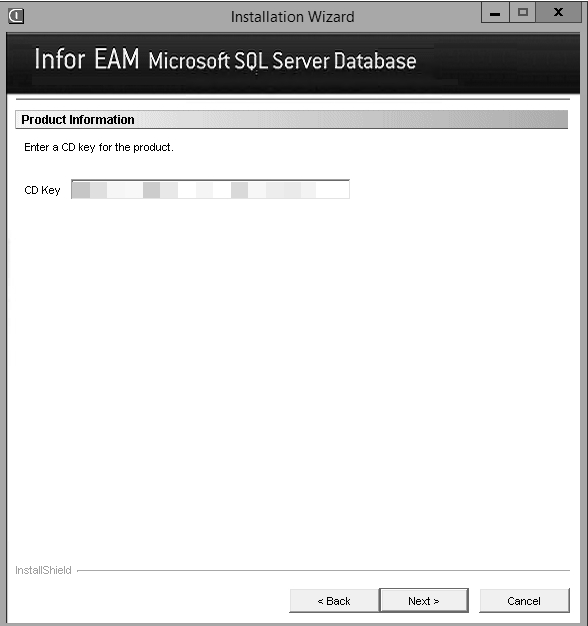 Installation Wizard
Infor EAM Microsoft SQL Server Database
Product Information
Enter a CD key for the product.
CD Key
InstallShield
< Back
Next >
Cancel